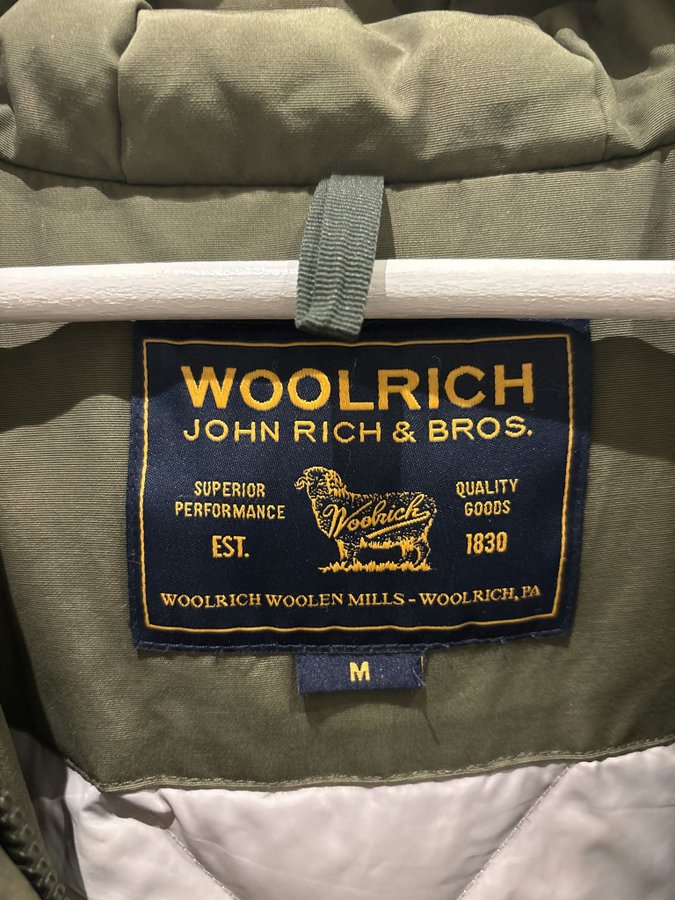 WOOLRICH
JOHN RICH & BROS.
SUPERIOR
PERFORMANCE
EST.
Woolrich
QUALITY
GOODS
1830
WOOLRICH WOOLEN MILLS - WOOLRICH, PA
M